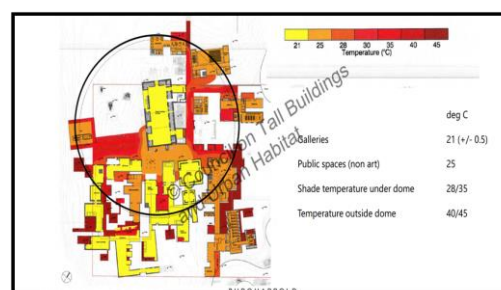 21 25 28 30 35 40 45
Temperature (°C)
deg C
Galleries 21 (+/- 0.5)
Public spaces (non art) 25
Shade temperature under dome 28/35
Temperature outside dome 40/45
© Council on Tall Buildings
and Urban Habitat